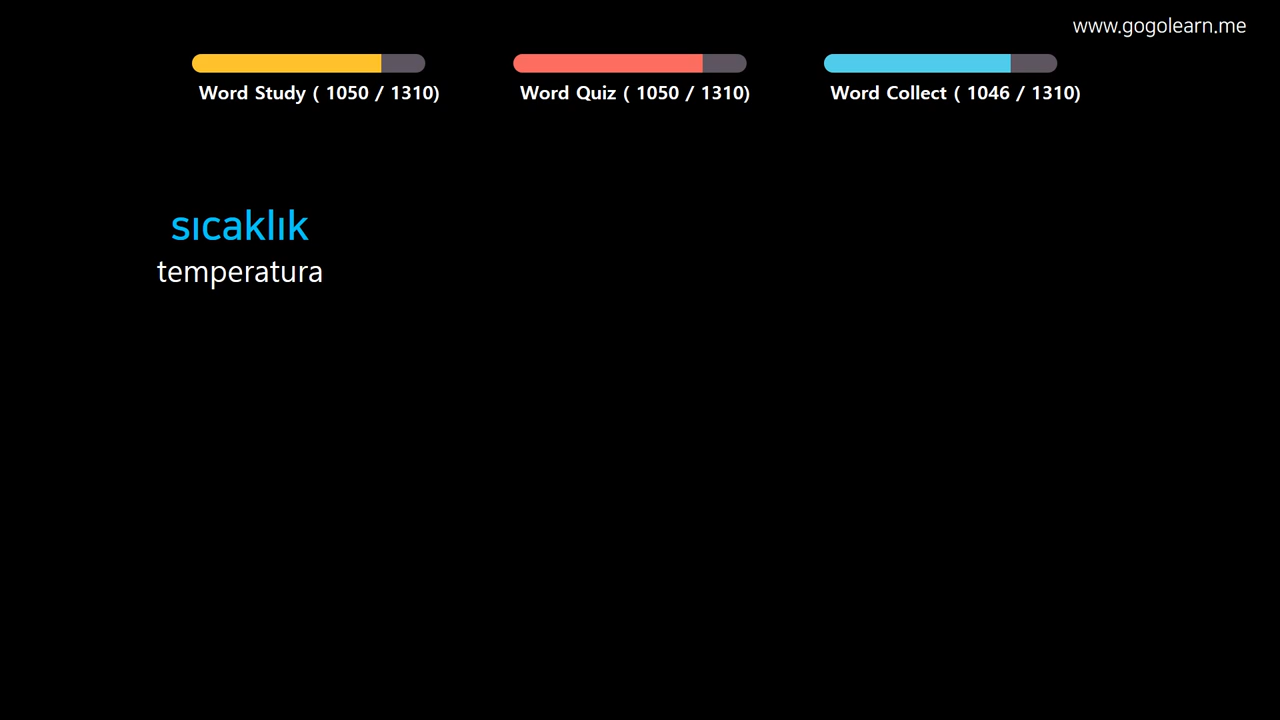 www.gogolearn.me
Word Study ( 1050 / 1310)
Word Quiz ( 1050 / 1310)
Word Collect ( 1046 / 1310)
sıcaklık
temperatura